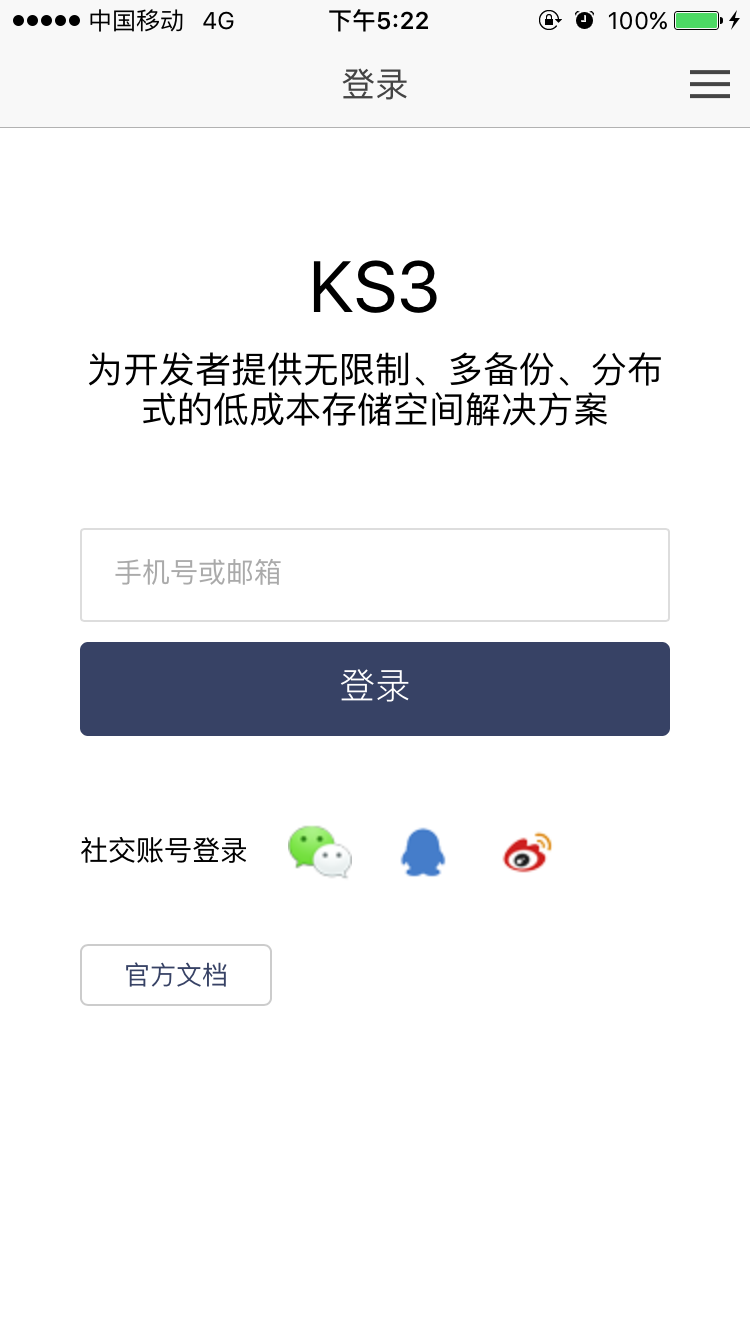 中国移动 4G 下午5:22 100%
登录
KS3
为开发者提供无限制、多备份、分布
式的低成本存储空间解决方案
手机号或邮箱
登录
社交账号登录
官方文档